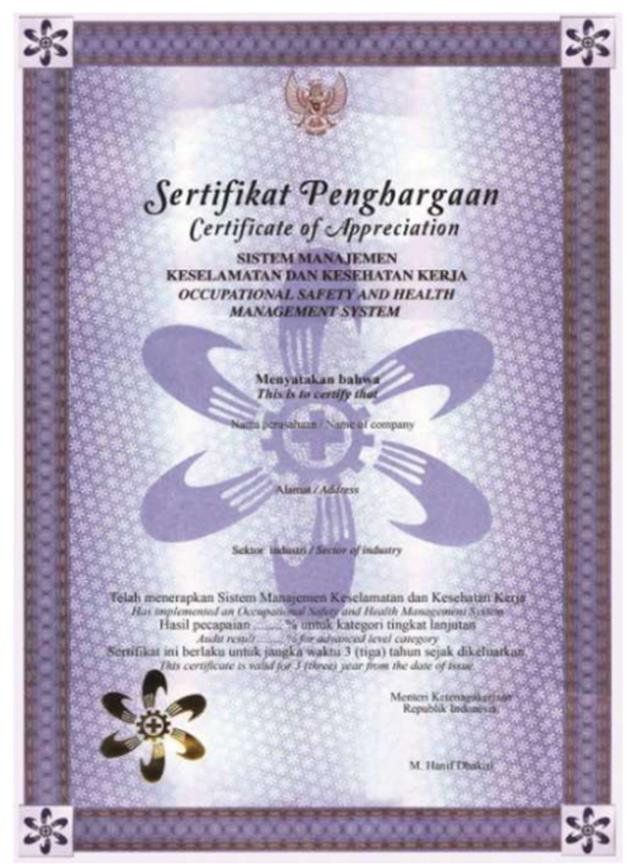 Sertifikat Penghargaan
Certificate of Appreciation
SISTEM MANAJEMEN
KESELAMATAN DAN KESEHATAN KERJA
OCCUPATIONAL SAFETY AND HEALTH
MANAGEMENT SYSTEM
Menyatakan bahwa
This is to certify that
Nama perusahaan / Name of company
Alamat / Address
Sektor industri / Sector of industry
Telah menerapkan Sistem Manajemen Keselamatan dan Kesehatan Kerja
Has implemented an Occupational Safety and Health Management System
Hasil pecapaian ........ % untuk kategori tingkat lanjutan
Audit result ........ % for advanced level category
Sertifikat ini berlaku untuk jangka waktu 3 (tiga) tahun sejak dikeluarkan
This certificate is valid for 3 (three) year from the date of issue
Menteri Ketenagakerjaan
Republik Indonesia
M. Hanif Dhakiri